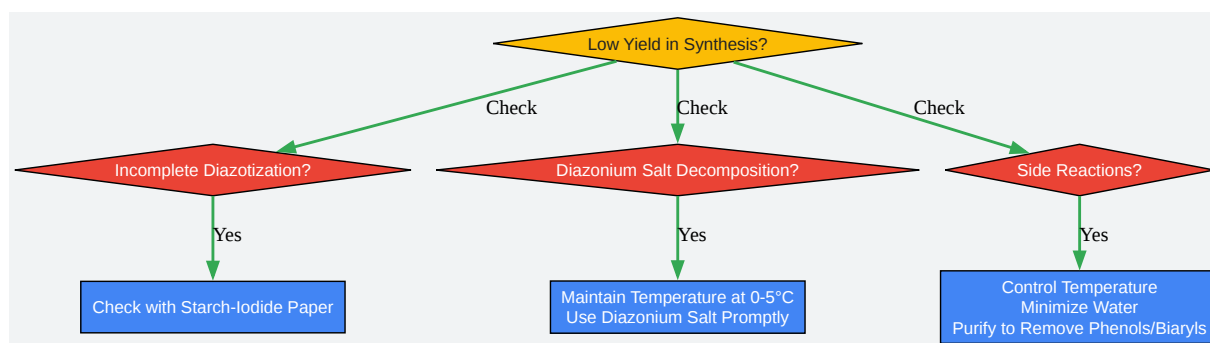 Low Yield in Synthesis?
Check
Check
Check
Incomplete Diazotization?
Diazonium Salt Decomposition?
Side Reactions?
Yes
Yes
Yes
Check with Starch-Iodide Paper
Maintain Temperature at 0-5°C
Use Diazonium Salt Promptly
Control Temperature
Minimize Water
Purify to Remove Phenols/Biaryls